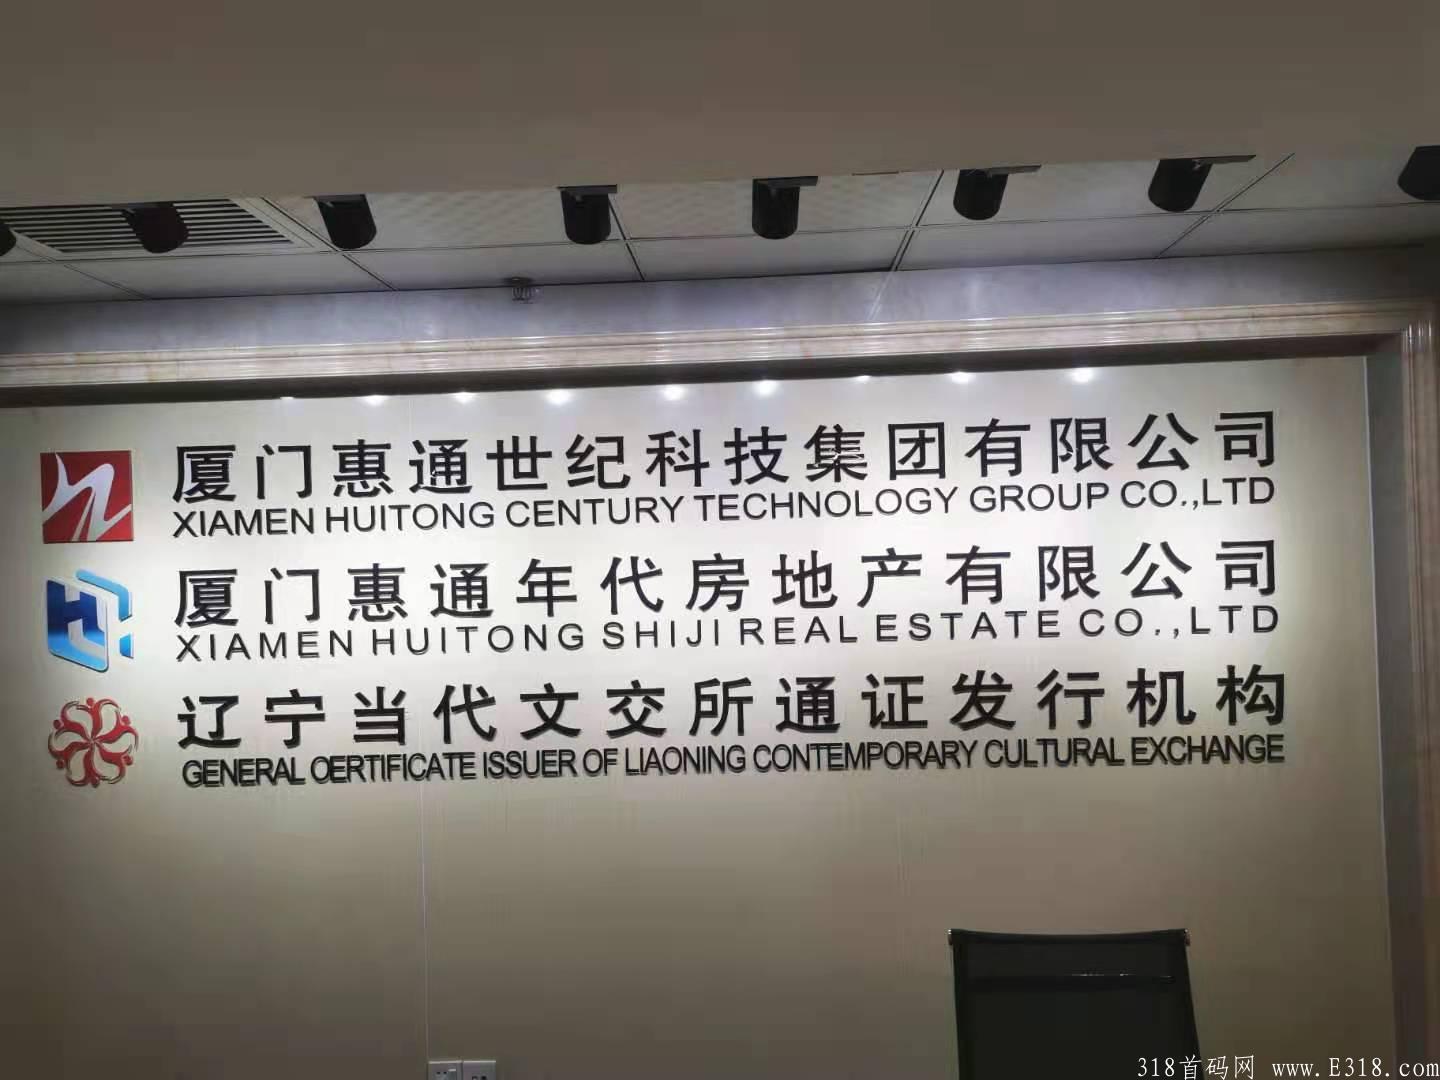 厦门惠通世纪科技集团有限公司
XIAMEN HUITONG CENTURY TECHNOLOGY GROUP CO.,LTD
厦门惠通年代房地产有限公司
XIAMEN HUITONG SHIJI REAL ESTATE CO.,LTD
辽宁当代文交所通证发行机构
GENERAL OERTIFICATE ISSUER OF LIAONING CONTEMPORARY CULTURAL EXCHANGE
318首码网 www.E318.com